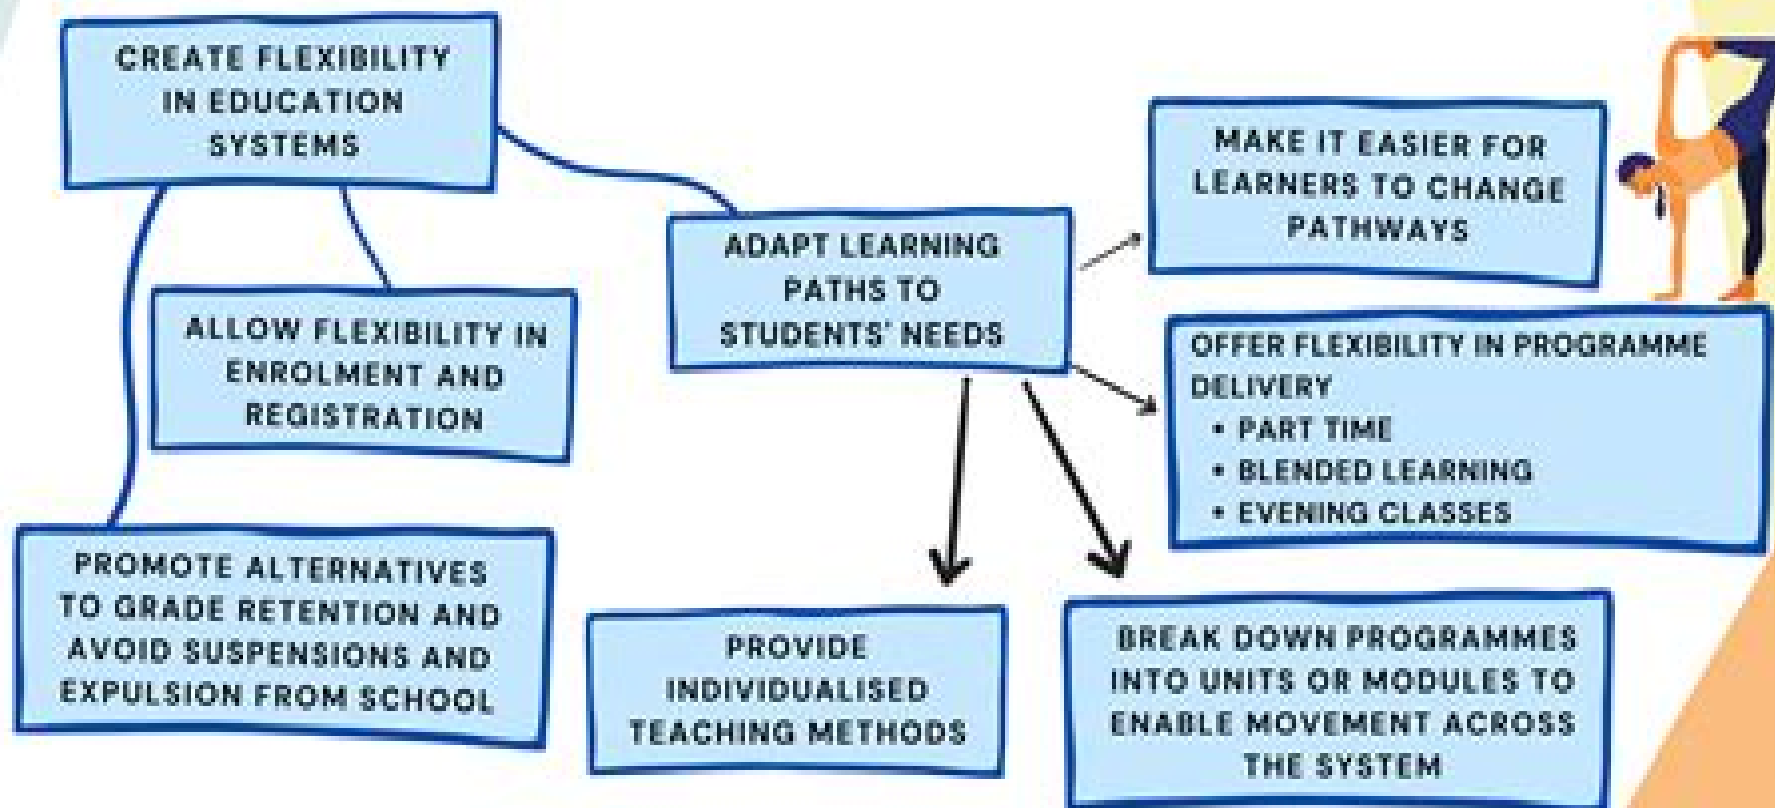 CREATE FLEXIBILITY
IN EDUCATION
SYSTEMS
ALLOW FLEXIBILITY IN
ENROLMENT AND
REGISTRATION
PROMOTE ALTERNATIVES
TO GRADE RETENTION AND
AVOID SUSPENSIONS AND
EXPULSION FROM SCHOOL
ADAPT LEARNING
PATHS TO
STUDENTS' NEEDS
MAKE IT EASIER FOR
LEARNERS TO CHANGE
PATHWAYS
OFFER FLEXIBILITY IN PROGRAMME
DELIVERY
• PART TIME
• BLENDED LEARNING
• EVENING CLASSES
PROVIDE
INDIVIDUALISED
TEACHING METHODS
BREAK DOWN PROGRAMMES
INTO UNITS OR MODULES TO
ENABLE MOVEMENT ACROSS
THE SYSTEM